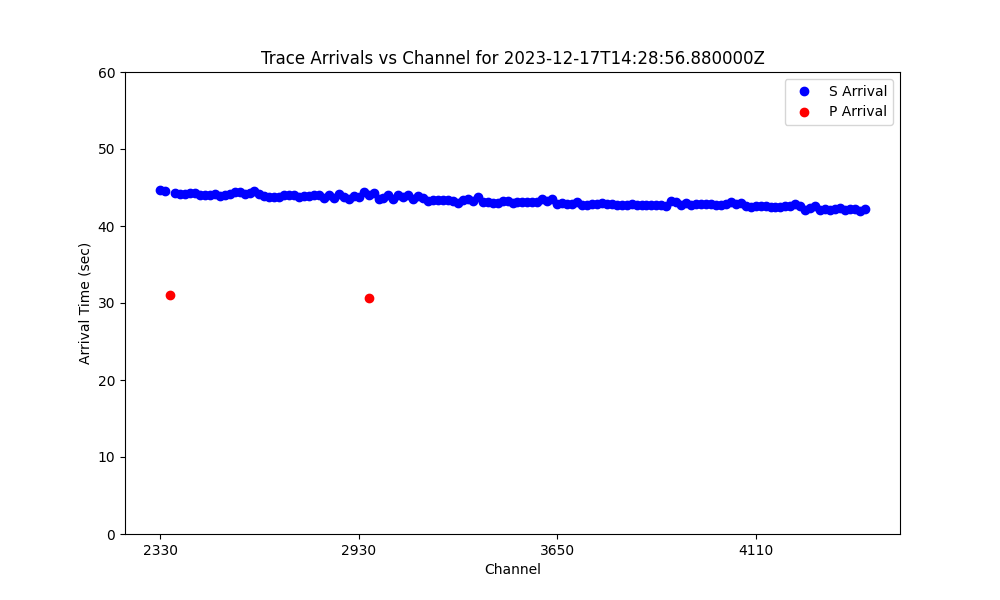 Trace Arrivals vs Channel for 2023-12-17T14:28:56.880000Z
S Arrival
P Arrival
60
50
40
30
20
10
0
Arrival Time (sec)
2330 2930 3650 4110
Channel